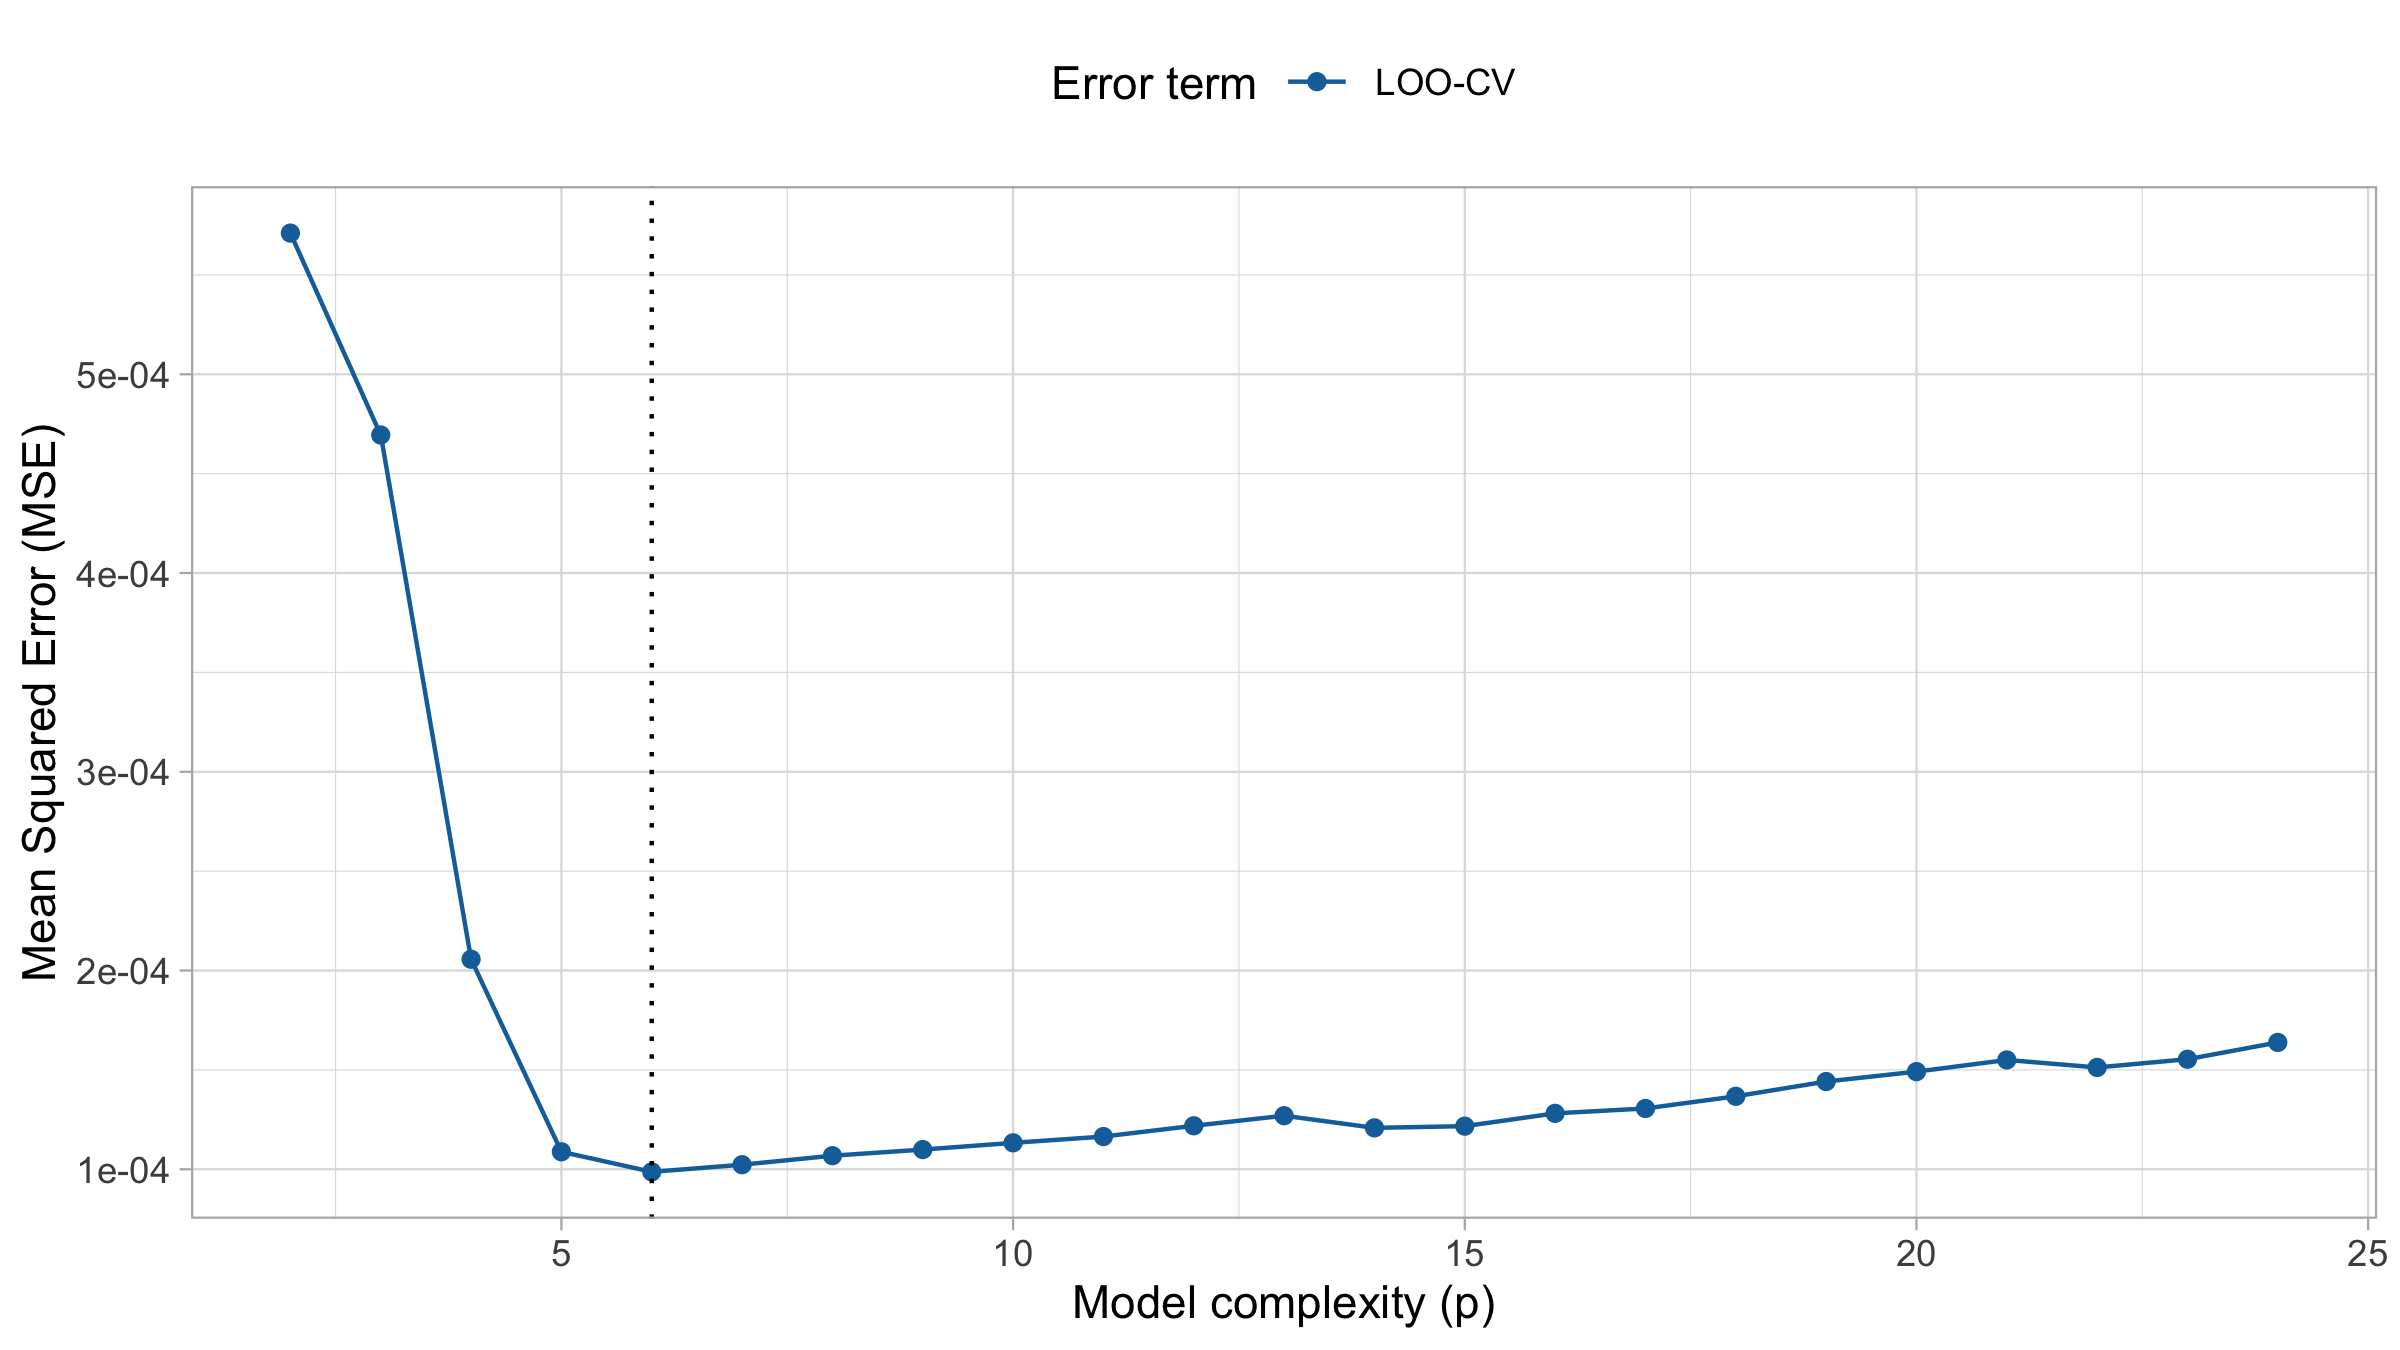 Error term LOO-CV
Mean Squared Error (MSE)
5e-04
4e-04
3e-04
2e-04
1e-04
5 10 15 20 25
Model complexity (p)